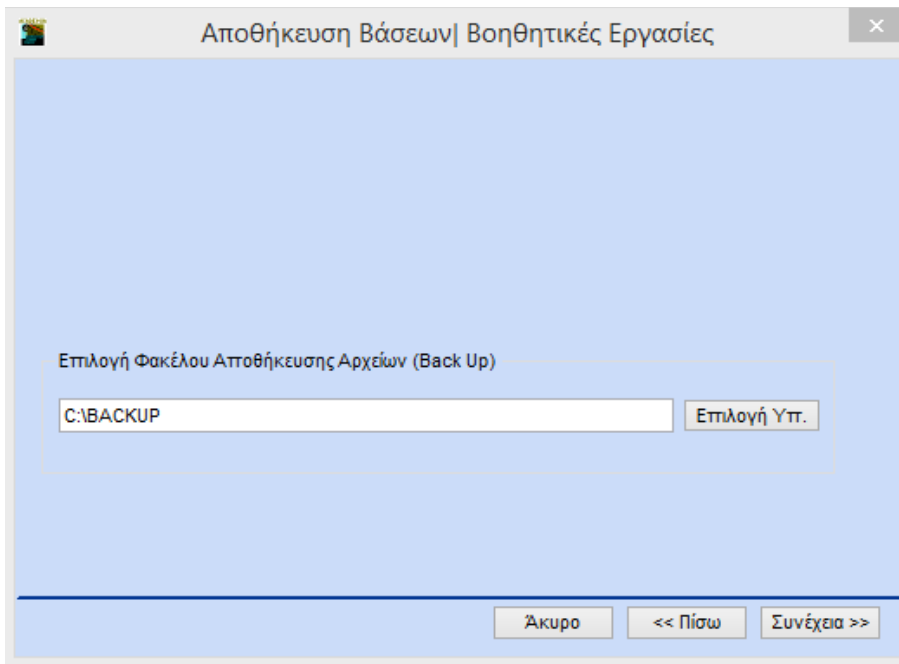 Αποθήκευση Βάσεων| Βοηθητικές Εργασίες
Επιλογή Φακέλου Αποθήκευσης Αρχείων (Back Up)
C:\BACKUP
Επιλογή Υπ.
Άκυρο
<< Πίσω
Συνέχεια >>